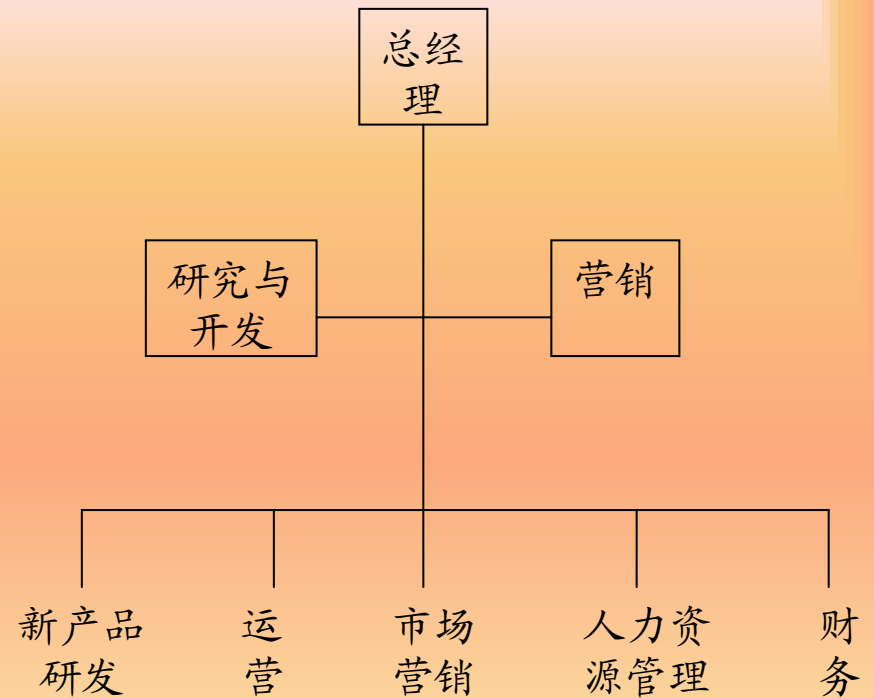 总经
理
研究与
开发
营销
新产品
研发
运
营
市场
营销
人力资
源管理
财
务